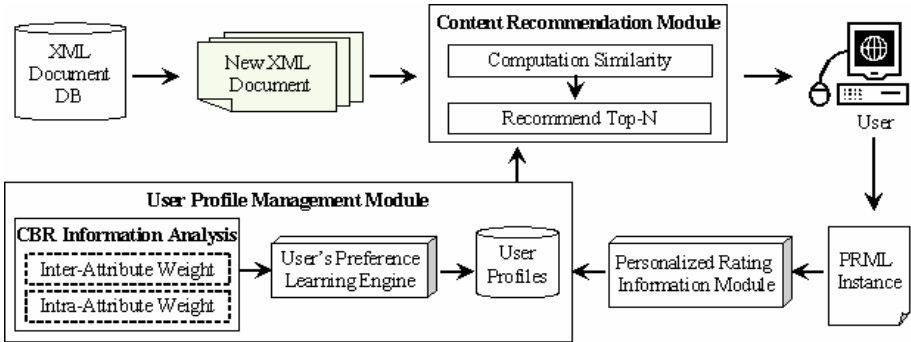 XML
Document
DB
New XML
Document
Content Recommendation Module
Computation Similarity
Recommend Top-N
User
User Profile Management Module
CBR Information Analysis
Inter-Attribute Weight
Intra-Attribute Weight
User's Preference
Learning Engine
User
Profiles
Personalized Rating
Information Module
PRML
Instance